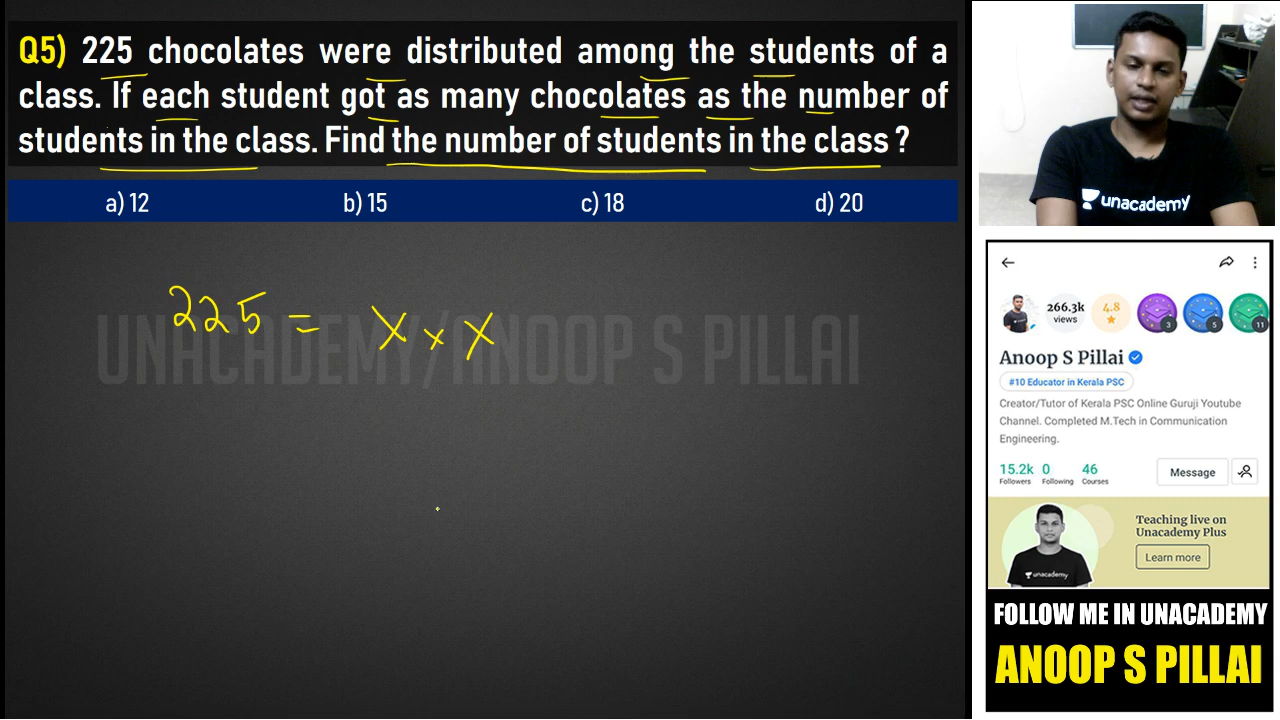 Q5) 225 chocolates were distributed among the students of a
class. If each student got as many chocolates as the number of
students in the class. Find the number of students in the class ?
a) 12 b) 15 c) 18 d) 20
225 = X x X
UNACADEMY/ANOOP S PILLAI
unacademy
266.3k
views
4.8
3
5
11
Anoop S Pillai
#10 Educator in Kerala PSC
Creator/Tutor of Kerala PSC Online Guruji Youtube
Channel. Completed M.Tech in Communication
Engineering.
15.2k 0 46
Followers Following Courses
Message
Teaching live on
Unacademy Plus
Learn more
unacademy
FOLLOW ME IN UNACADEMY
ANOOP S PILLAI